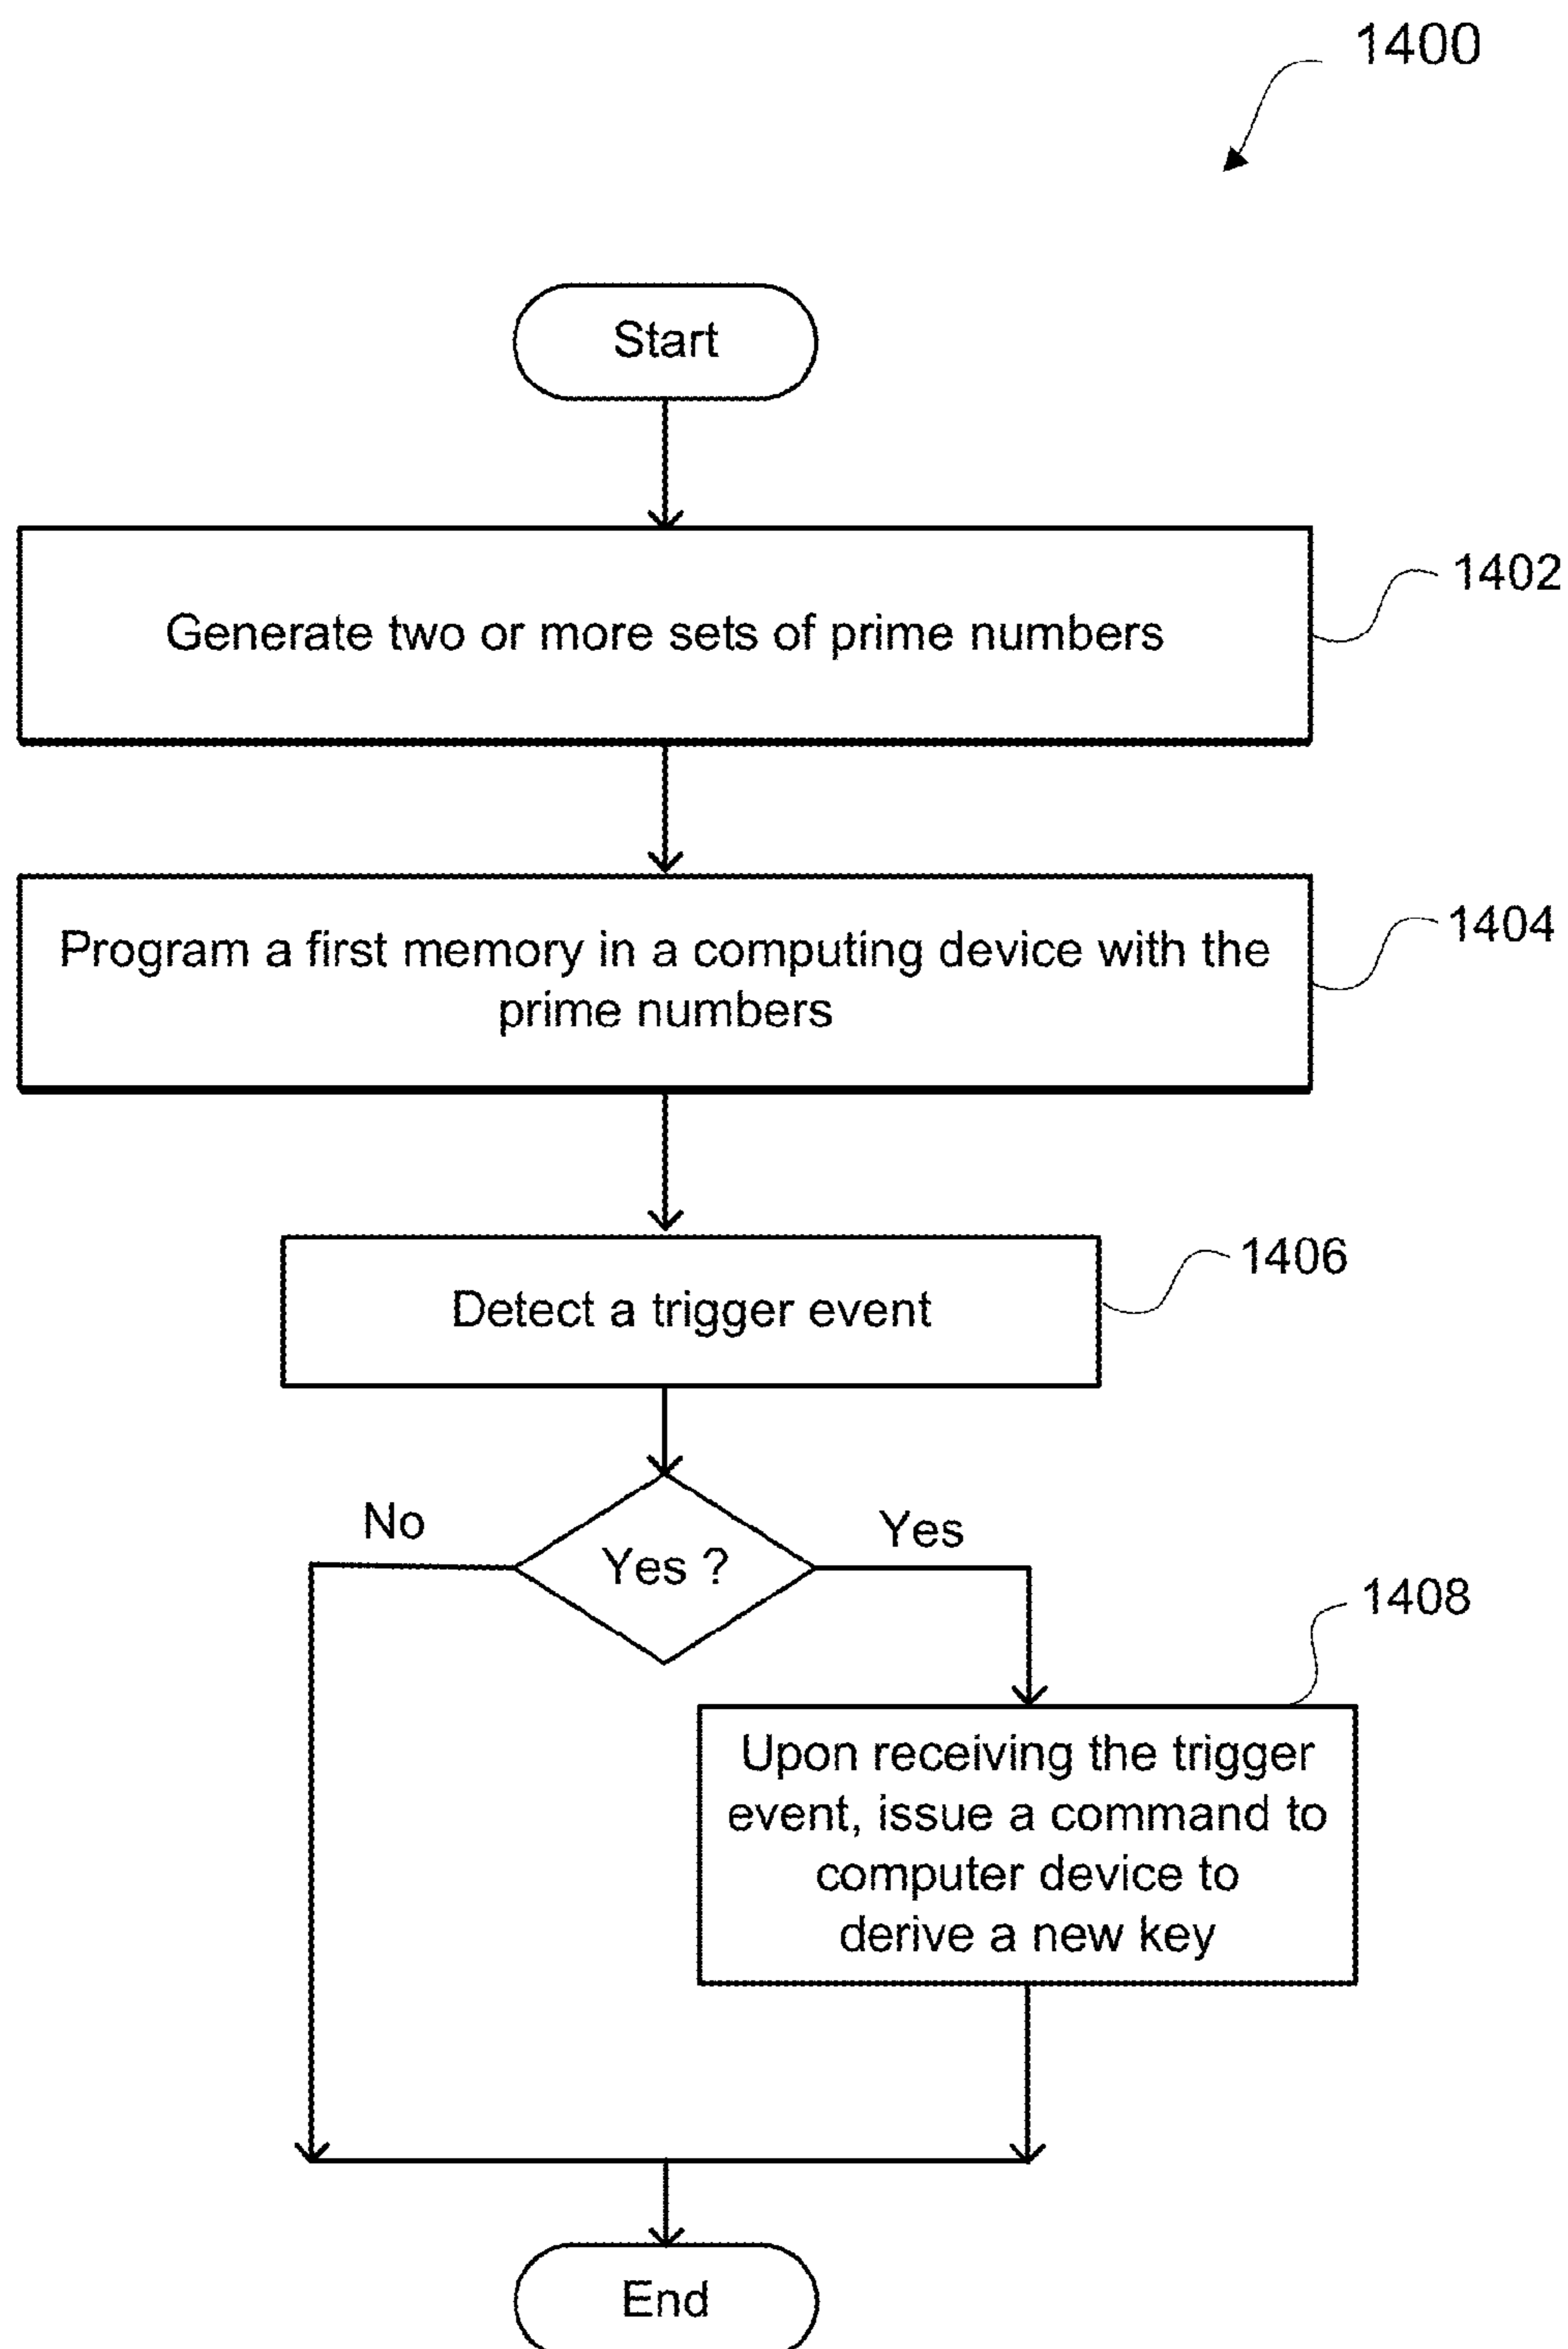 1400
Start
Generate two or more sets of prime numbers
1402
Program a first memory in a computing device with the
prime numbers
1404
Detect a trigger event
1406
No
Yes ?
Yes
1408
Upon receiving the trigger
event, issue a command to
computer device to
derive a new key
End